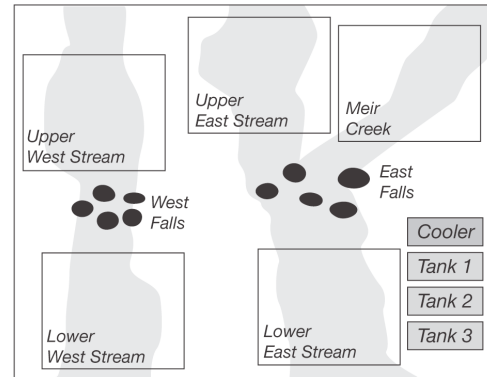 Upper
East Stream
Meir
Creek
Upper
West Stream
West
Falls
East
Falls
Cooler
Tank 1
Tank 2
Tank 3
Lower
West Stream
Lower
East Stream